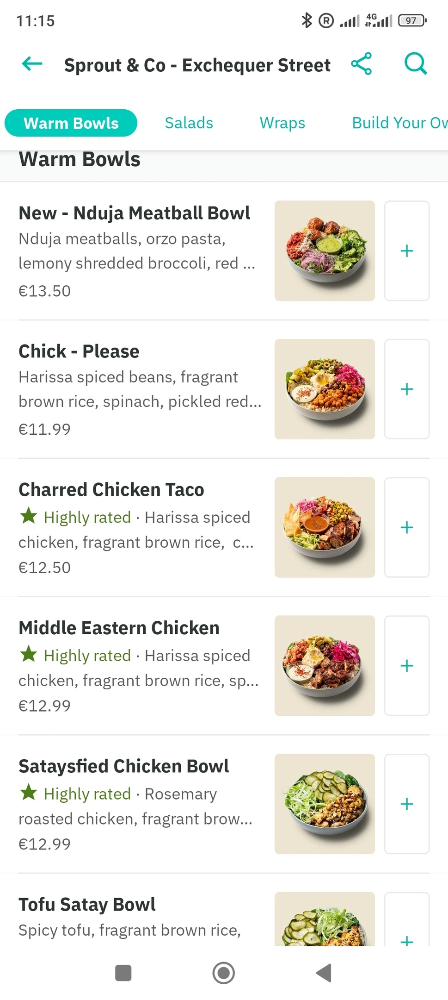 11:15
R
4G
97
Sprout & Co - Exchequer Street
Warm Bowls
Salads
Wraps
Build Your Ow
Warm Bowls
New - Nduja Meatball Bowl
Nduja meatballs, orzo pasta,
lemony shredded broccoli, red ...
€13.50
+
Chick - Please
Harissa spiced beans, fragrant
brown rice, spinach, pickled red...
€11.99
+
Charred Chicken Taco
★ Highly rated · Harissa spiced
chicken, fragrant brown rice,  c...
€12.50
+
Middle Eastern Chicken
★ Highly rated · Harissa spiced
chicken, fragrant brown rice, sp...
€12.99
+
Sataysfied Chicken Bowl
★ Highly rated · Rosemary
roasted chicken, fragrant brow...
€12.99
+
Tofu Satay Bowl
Spicy tofu, fragrant brown rice,
+